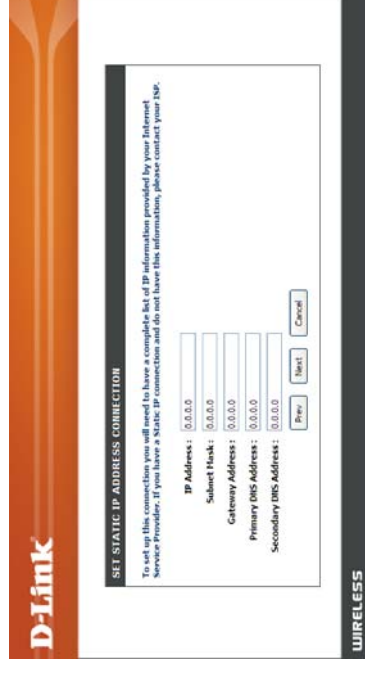 D-Link
SET STATIC IP ADDRESS CONNECTION
To set up this connection you will need to have a complete list of IP information provided by your Internet
Service Provider. If you have a Static IP connection and do not have this information, please contact your ISP.
IP Address : 0.0.0.0
Subnet Mask : 0.0.0.0
Gateway Address : 0.0.0.0
Primary DNS Address : 0.0.0.0
Secondary DNS Address : 0.0.0.0
Prev Next Cancel
WIRELESS